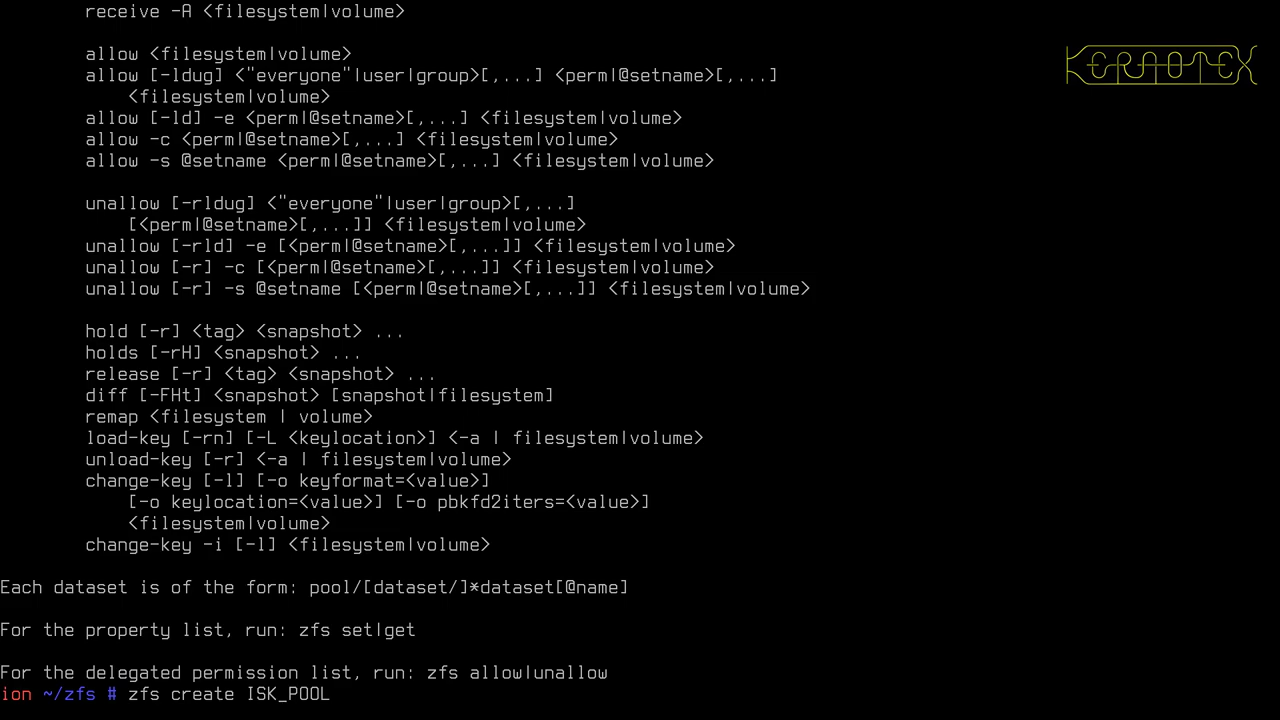 receive -A <filesystem|volume>
KERNOTEX
allow <filesystem|volume>
allow [-ldug] <"everyone"|user|group>[,...] <perm|@setname>[,...]
<filesystem|volume>
allow [-ld] -e <perm|@setname>[,...] <filesystem|volume>
allow -c <perm|@setname>[,...] <filesystem|volume>
allow -s @setname <perm|@setname>[,...] <filesystem|volume>
unallow [-rldug] <"everyone"|user|group>[,...]
[<perm|@setname>[,...]] <filesystem|volume>
unallow [-rld] -e [<perm|@setname>[,...]] <filesystem|volume>
unallow [-r] -c [<perm|@setname>[,...]] <filesystem|volume>
unallow [-r] -s @setname [<perm|@setname>[,...]] <filesystem|volume>
hold [-r] <tag> <snapshot> ...
holds [-rH] <snapshot> ...
release [-r] <tag> <snapshot> ...
diff [-FHt] <snapshot> [snapshot|filesystem]
remap <filesystem | volume>
load-key [-rn] [-L <keylocation>] <-a | filesystem|volume>
unload-key [-r] <-a | filesystem|volume>
change-key [-l] [-o keyformat=<value>]
[-o keylocation=<value>] [-o pbkfd2iters=<value>]
<filesystem|volume>
change-key -i [-l] <filesystem|volume>
Each dataset is of the form: pool/[dataset/]*dataset[@name]
For the property list, run: zfs set|get
For the delegated permission list, run: zfs allow|unallow
ion ~/zfs # zfs create ISK_POOL